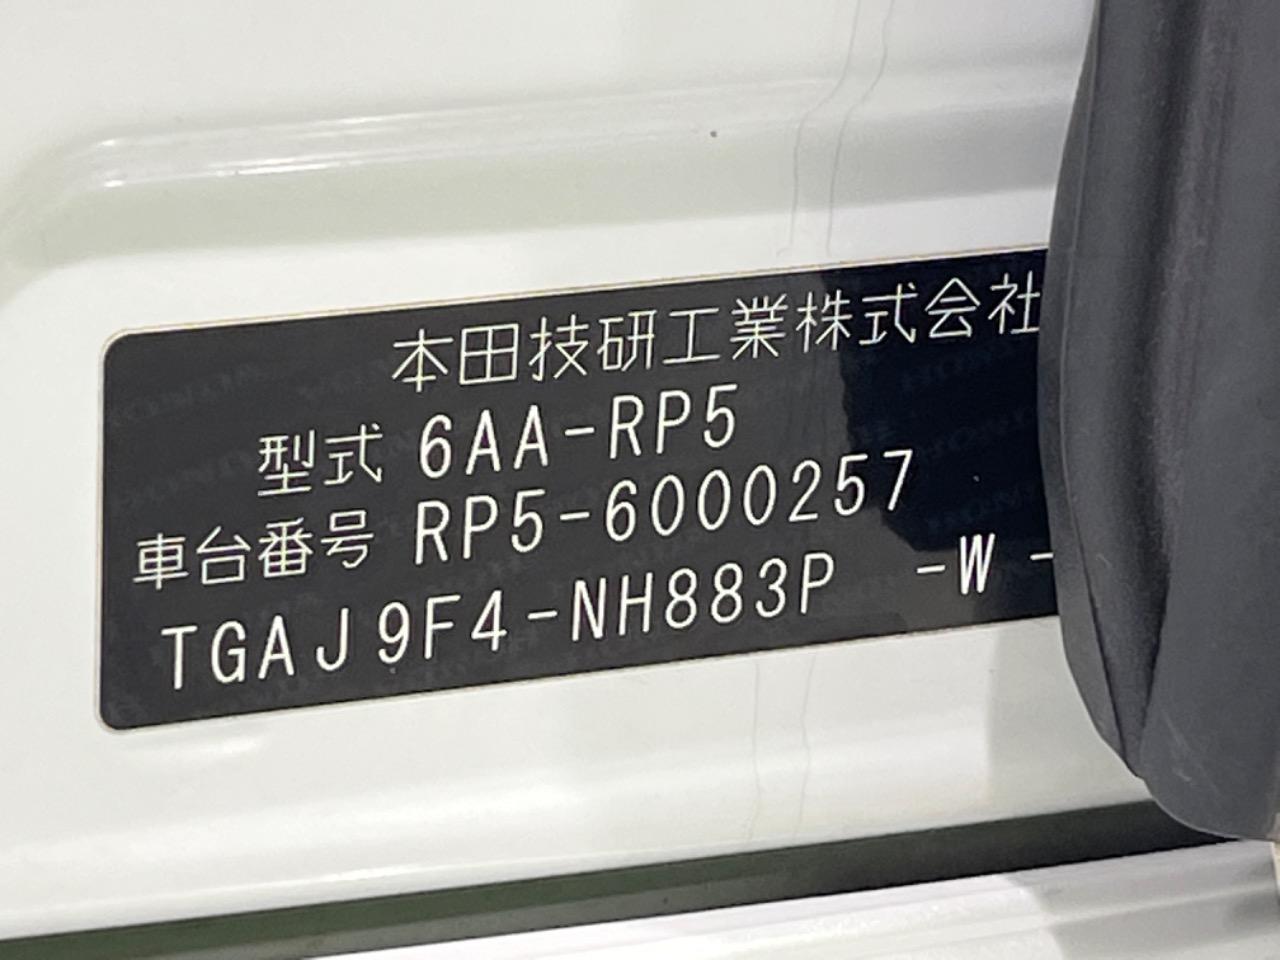 本田技研工業株式会社
型式 6AA-RP5
車台番号 RP5-6000257
TGAJ9F4-NH883P -W -